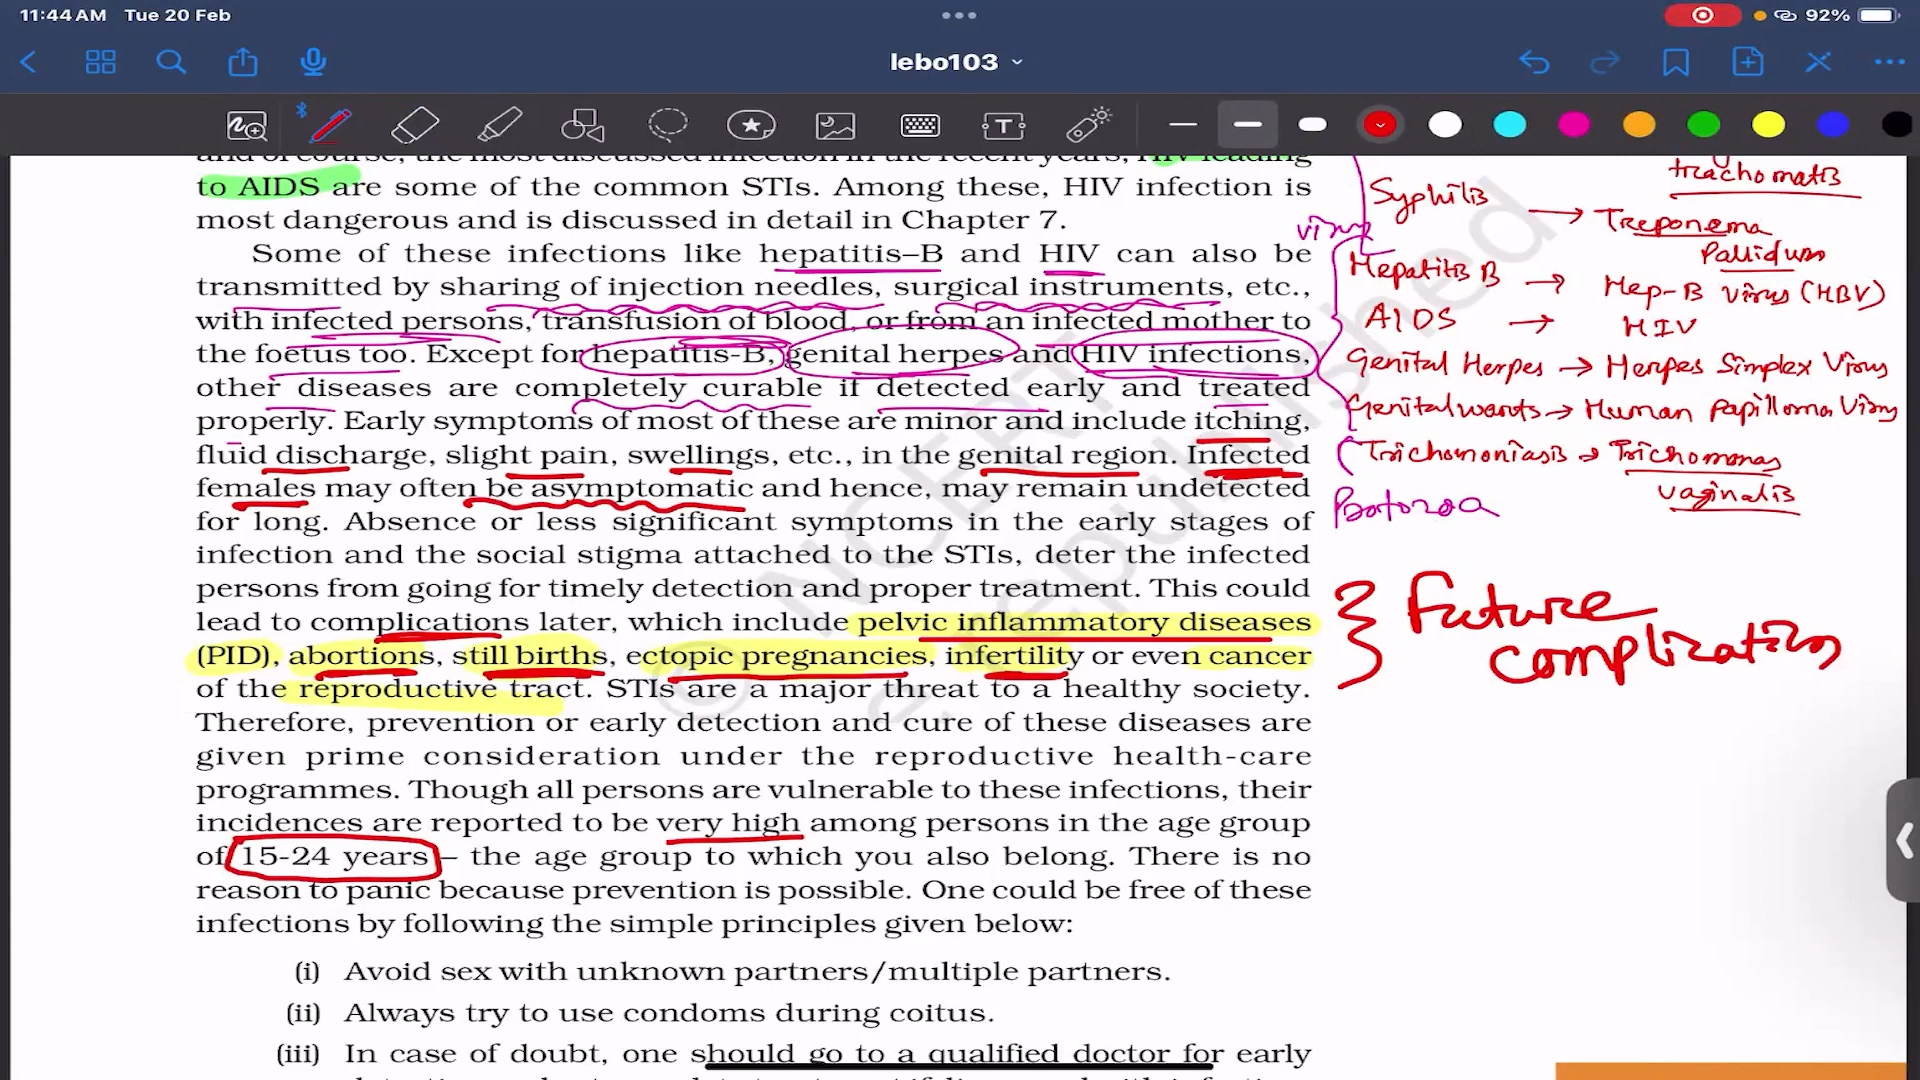 11:44 AM Tue 20 Feb
92%
lebo103
and of course, the most discussed infection in the recent years, HIV leading
to AIDS are some of the common STIs. Among these, HIV infection is
most dangerous and is discussed in detail in Chapter 7.
Some of these infections like hepatitis–B and HIV can also be
transmitted by sharing of injection needles, surgical instruments, etc.,
with infected persons, transfusion of blood, or from an infected mother to
the foetus too. Except for hepatitis-B, genital herpes and HIV infections,
other diseases are completely curable if detected early and treated
properly. Early symptoms of most of these are minor and include itching,
fluid discharge, slight pain, swellings, etc., in the genital region. Infected
females may often be asymptomatic and hence, may remain undetected
for long. Absence or less significant symptoms in the early stages of
infection and the social stigma attached to the STIs, deter the infected
persons from going for timely detection and proper treatment. This could
lead to complications later, which include pelvic inflammatory diseases
(PID), abortions, still births, ectopic pregnancies, infertility or even cancer
of the reproductive tract. STIs are a major threat to a healthy society.
Therefore, prevention or early detection and cure of these diseases are
given prime consideration under the reproductive health-care
programmes. Though all persons are vulnerable to these infections, their
incidences are reported to be very high among persons in the age group
of 15-24 years – the age group to which you also belong. There is no
reason to panic because prevention is possible. One could be free of these
infections by following the simple principles given below:
(i) Avoid sex with unknown partners/multiple partners.
(ii) Always try to use condoms during coitus.
(iii) In case of doubt, one should go to a qualified doctor for early
trachomatis
Syphilis → Treponema
Pallidum
virus
Hepatitis B → Hep-B Virus (HBV)
AIDS → HIV
Genital Herpes → Herpes Simplex Virus
Genital warts → Human Papilloma Virus
Trichomoniasis → Trichomonas
vaginalis
Protozoa
Future
complication
© NCERT
republished